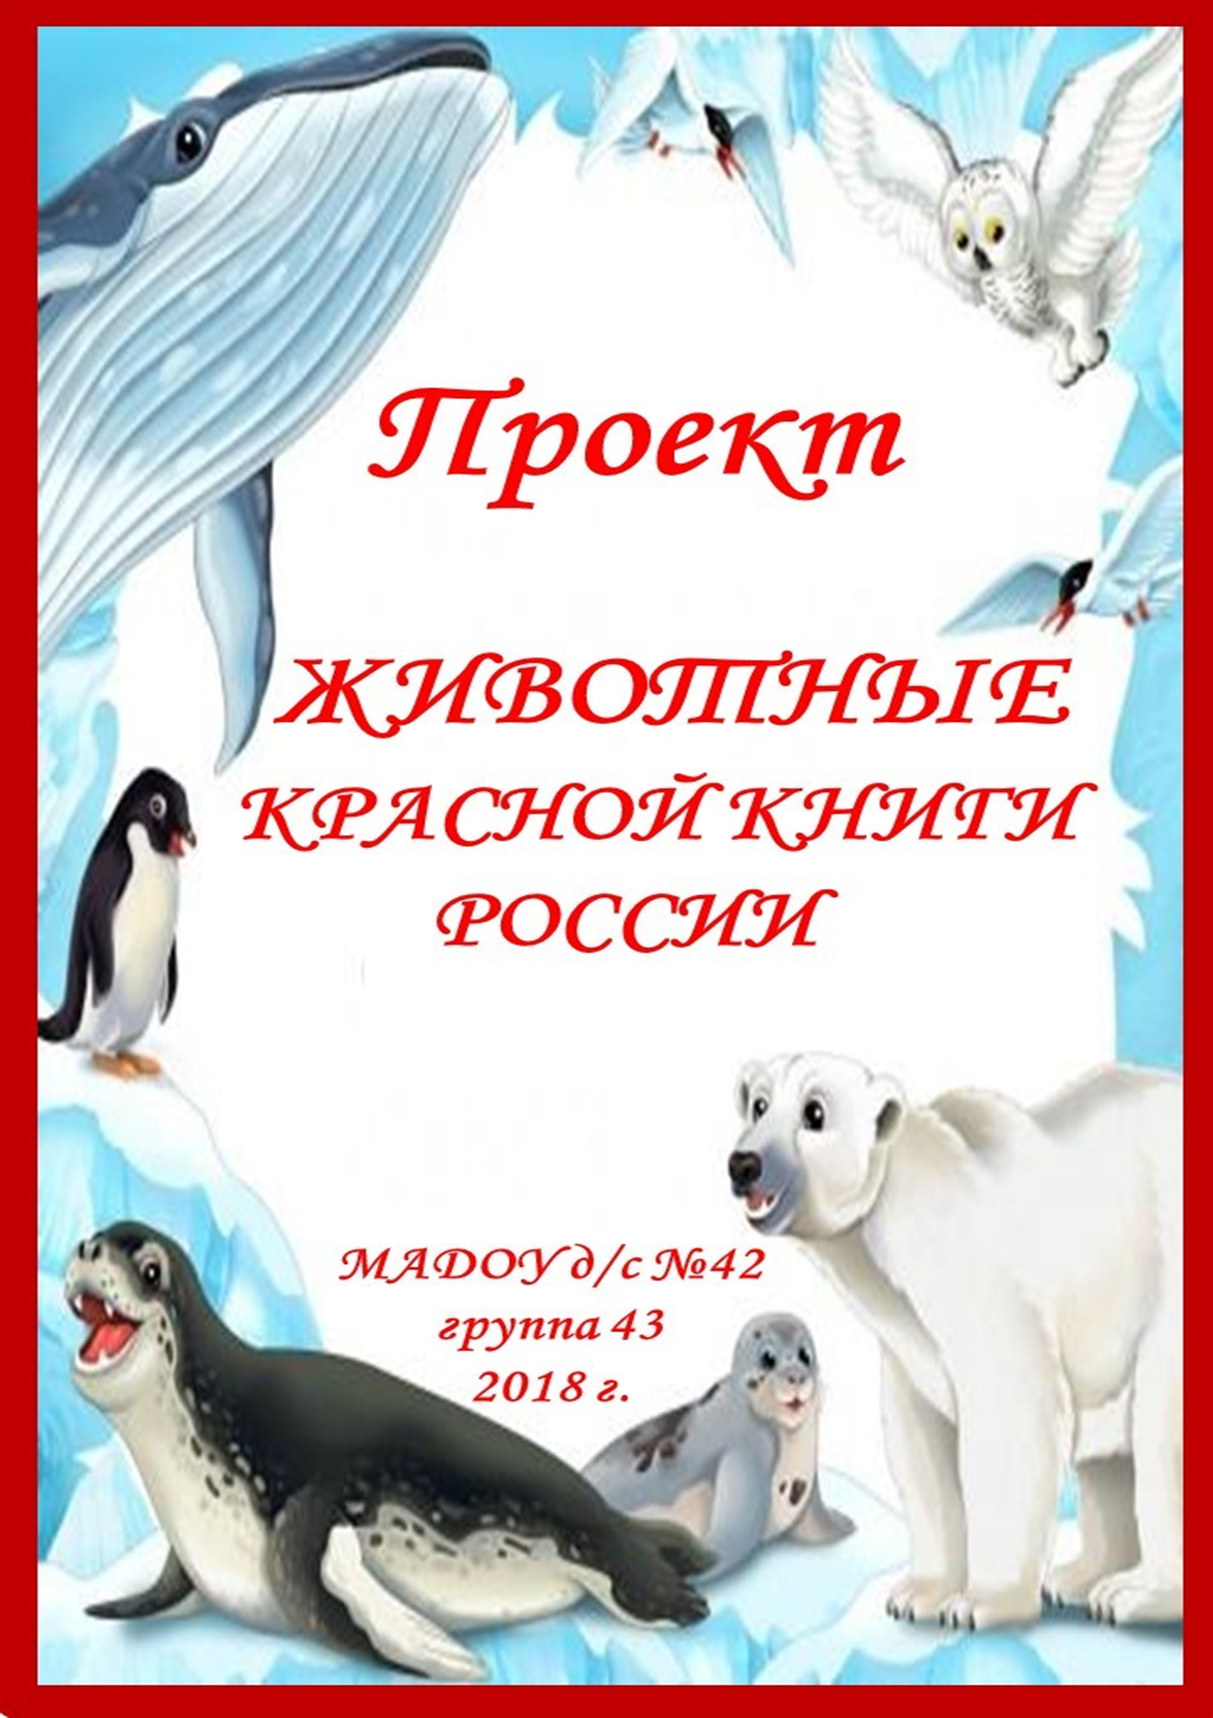 Проект
ЖИВОТНЫЕ
КРАСНОЙ КНИГИ
РОССИИ
МАДОУ д/с №42
группа 43
2018 г.